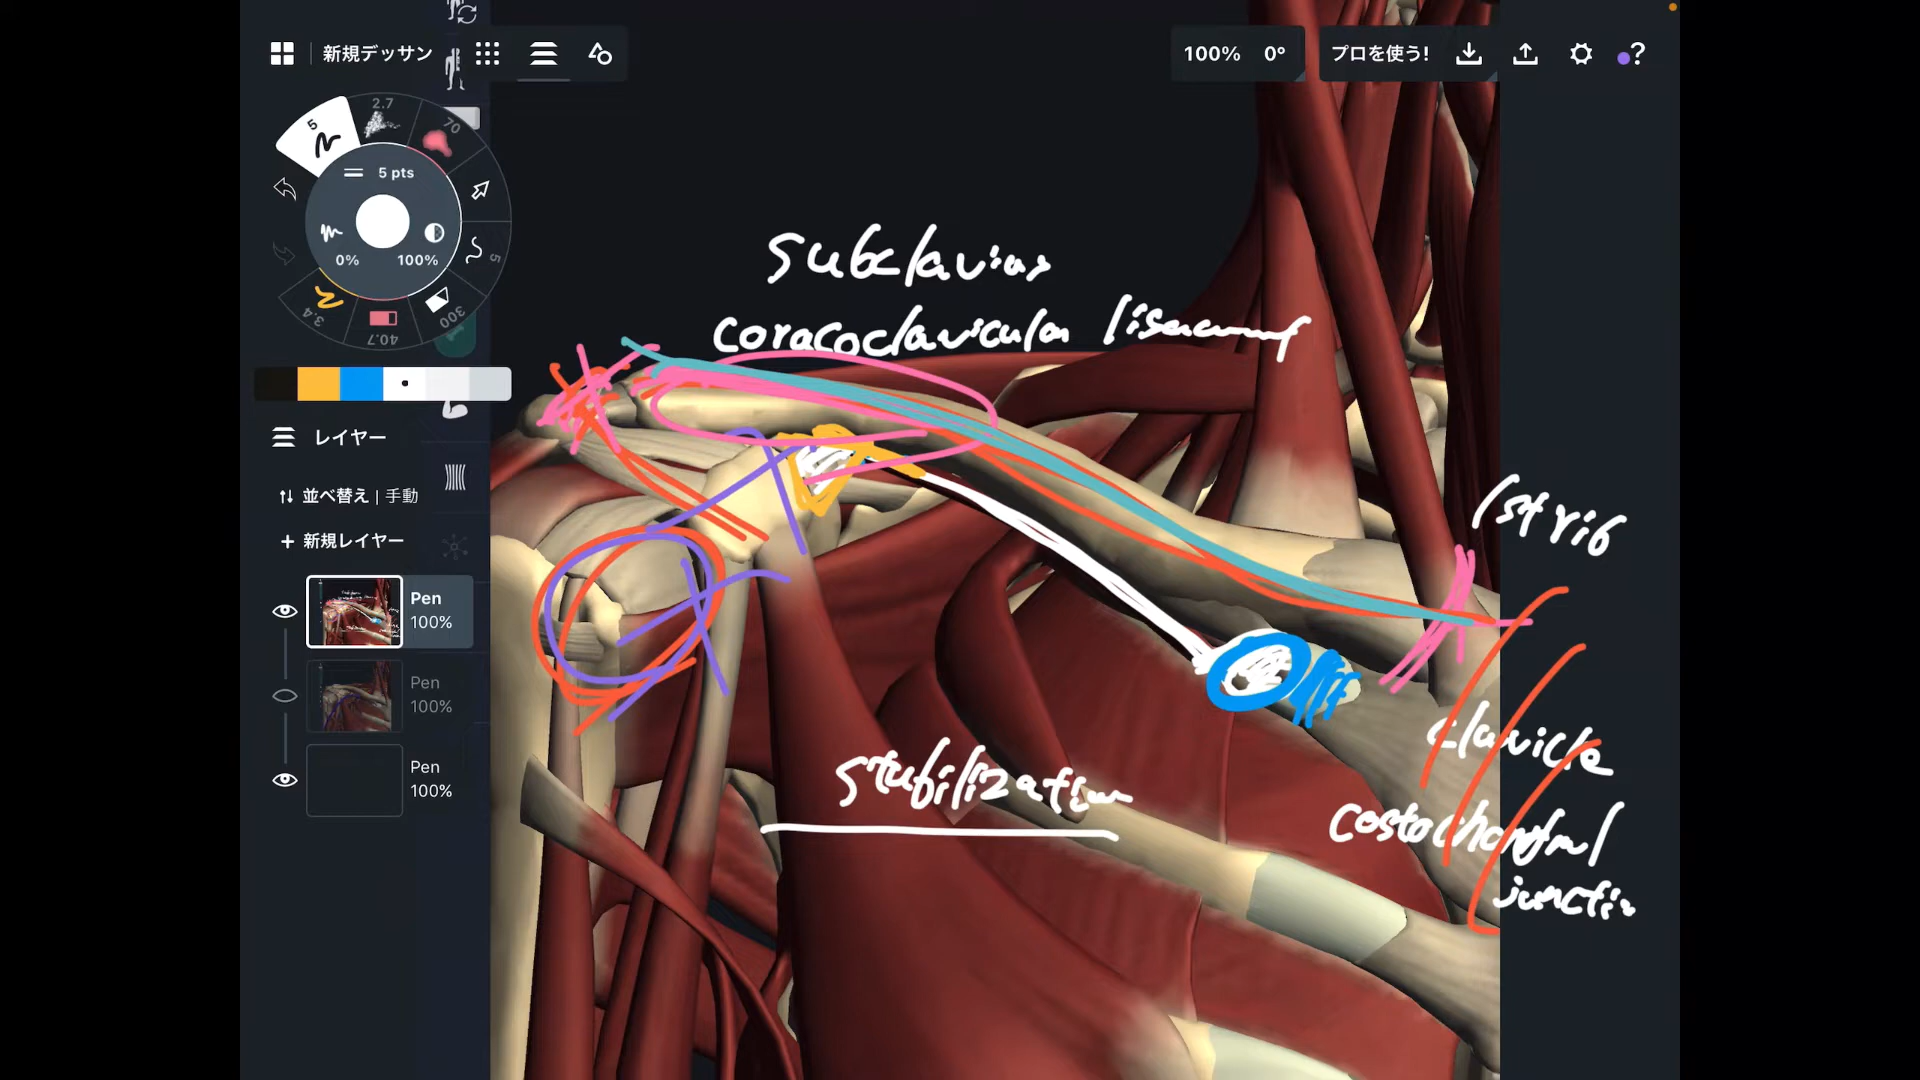 新規デッサン
100% 0° プロを使う! ?
5 2.7 70
5 pts
0% 100%
5
3.4 40.7 300
レイヤー
並べ替え | 手動
+ 新規レイヤー
Pen
100%
Pen
100%
Pen
100%
subclavius
coracoclavicular ligament
1st rib
clavicle
costochondral
junction
stabilization